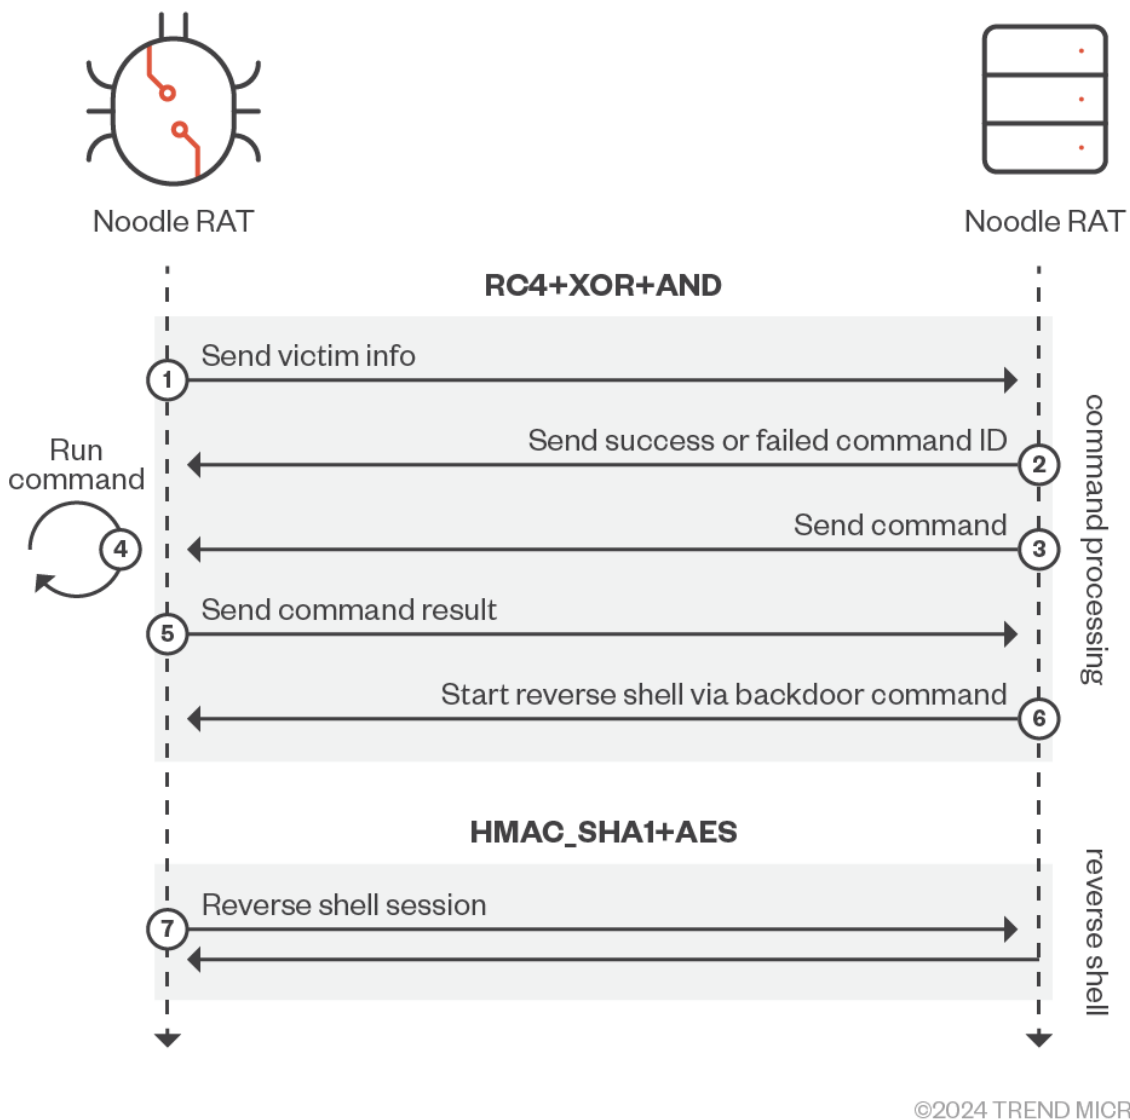 Noodle RAT
Noodle RAT
RC4+XOR+AND
Send victim info
1
Send success or failed command ID
2
Run
command
Send command
3
4
Send command result
5
Start reverse shell via backdoor command
6
command processing
HMAC_SHA1+AES
Reverse shell session
7
reverse shell
©2024 TREND MICR